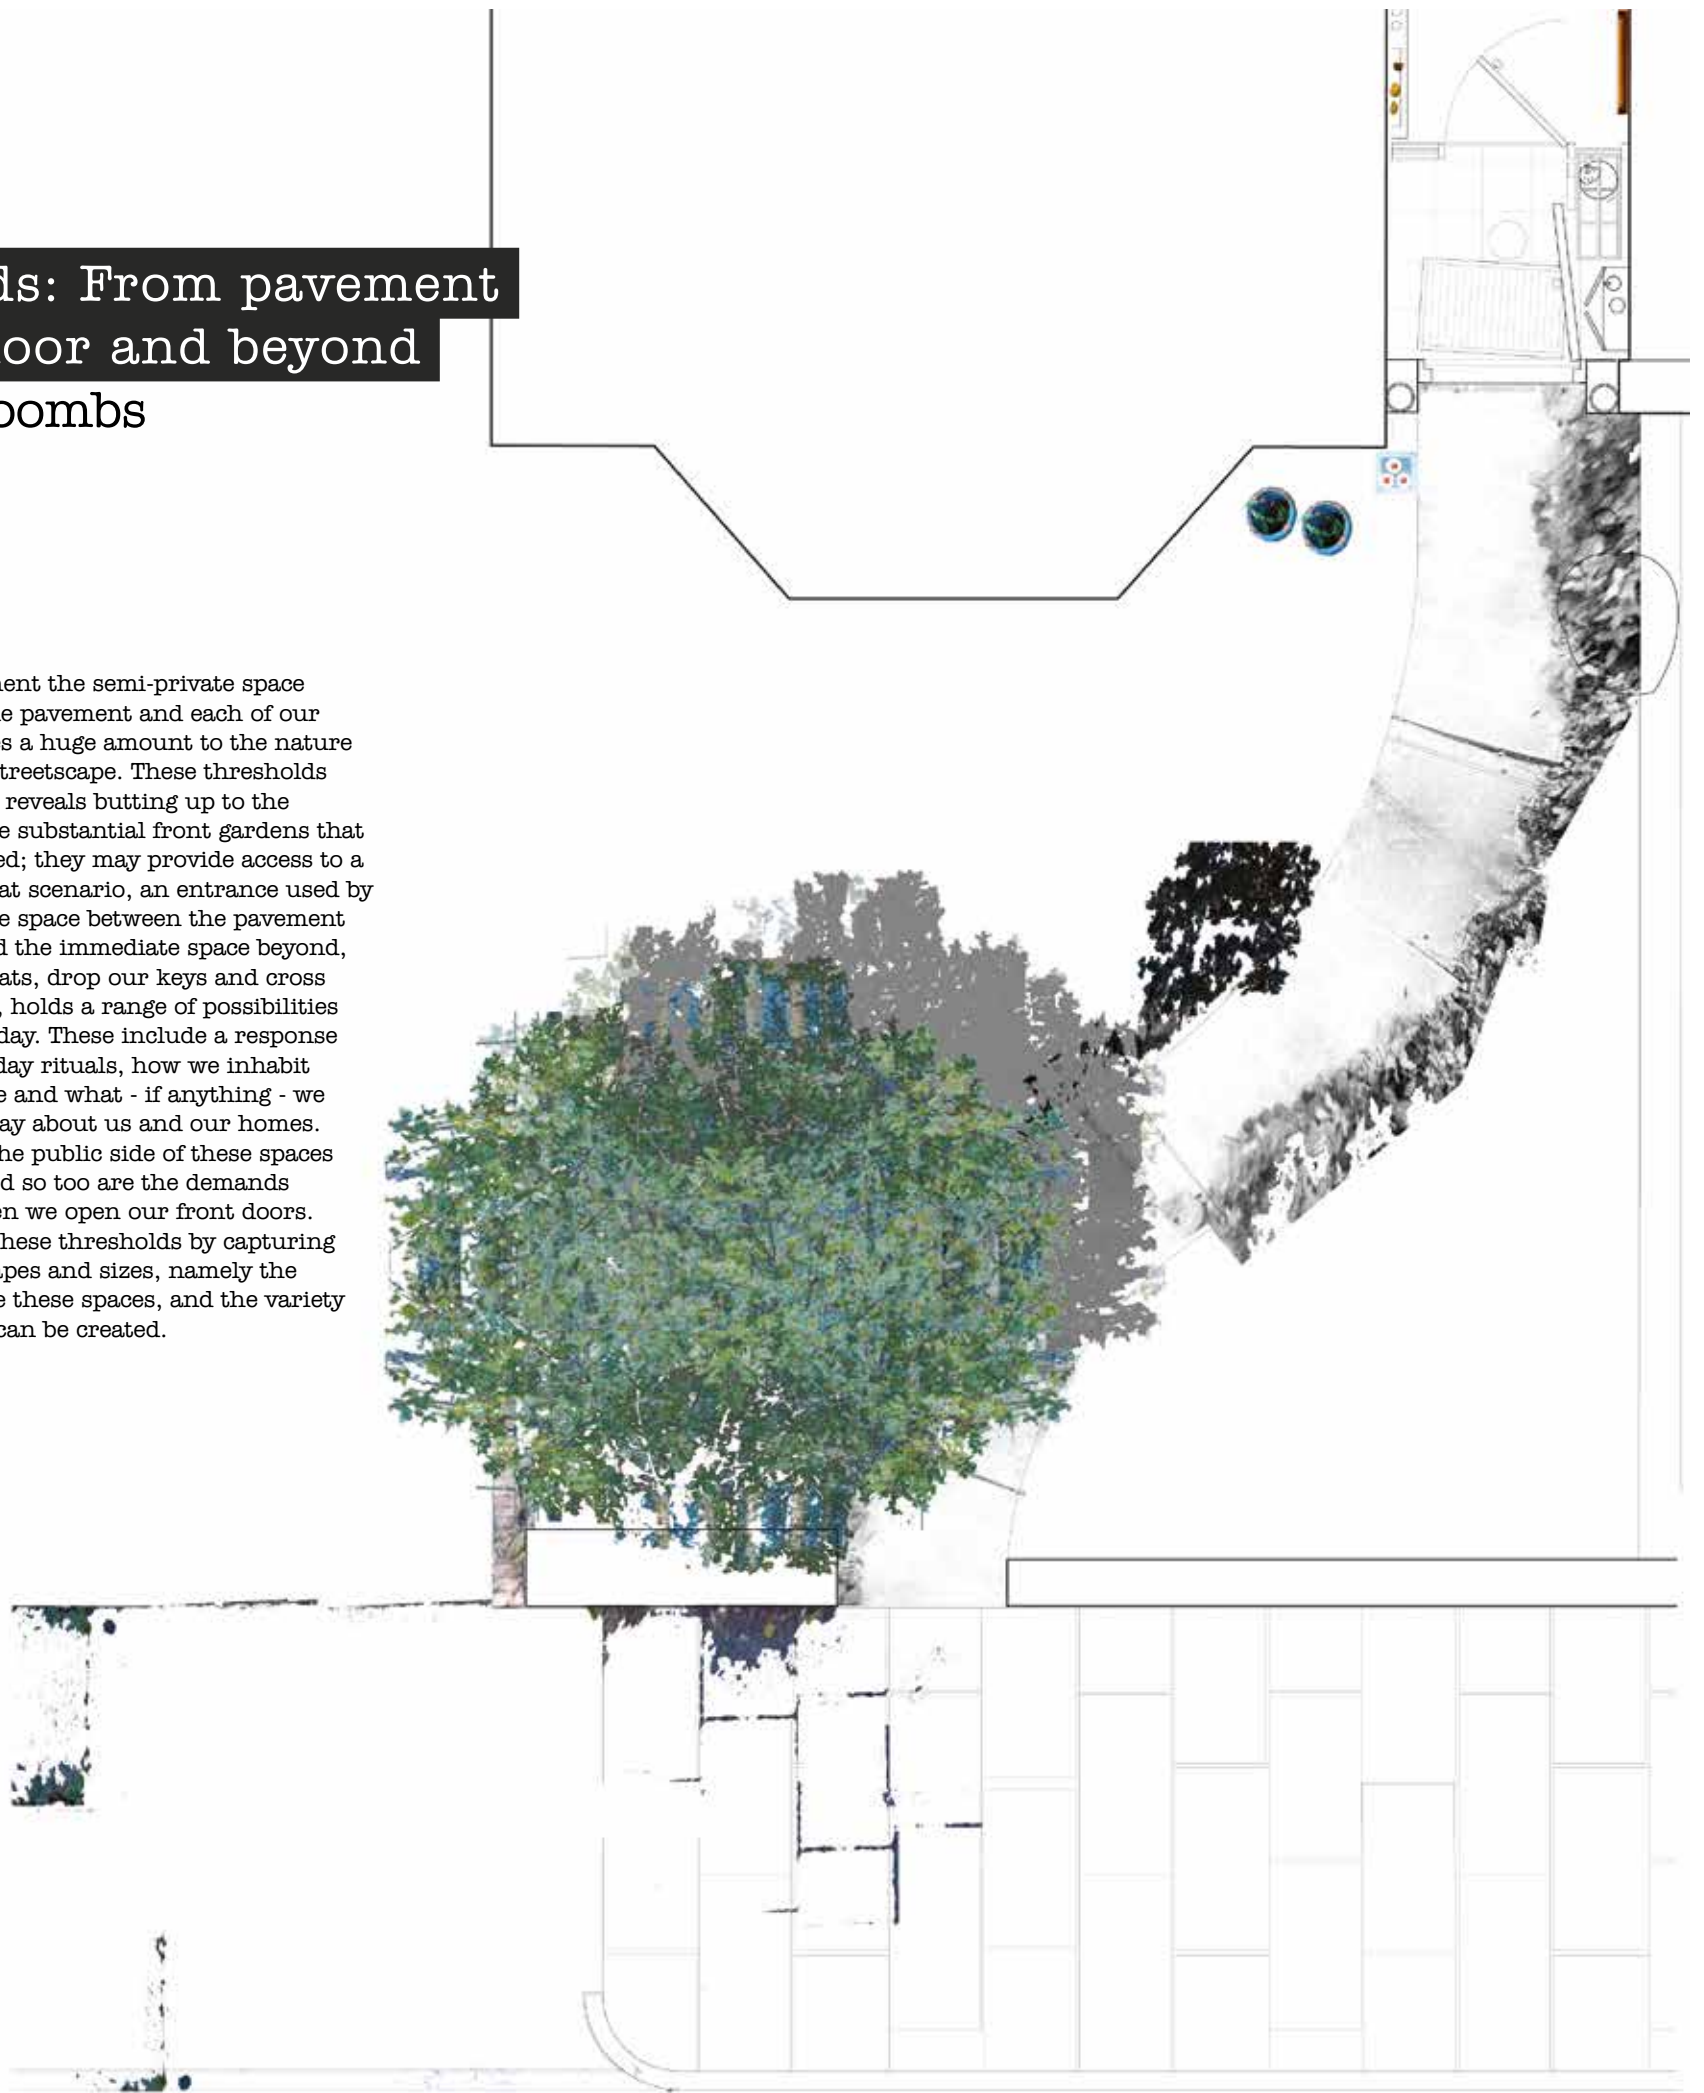 ds: From pavement
loor and beyond
oombs
nent the semi-private space
e pavement and each of our
es a huge amount to the nature
treetscape. These thresholds
reveals butting up to the
e substantial front gardens that
ed; they may provide access to a
at scenario, an entrance used by
e space between the pavement
d the immediate space beyond,
ats, drop our keys and cross
, holds a range of possibilities
day. These include a response
day rituals, how we inhabit
e and what - if anything - we
ay about us and our homes.
he public side of these spaces
d so too are the demands
en we open our front doors.
hese thresholds by capturing
apes and sizes, namely the
e these spaces, and the variety
can be created.